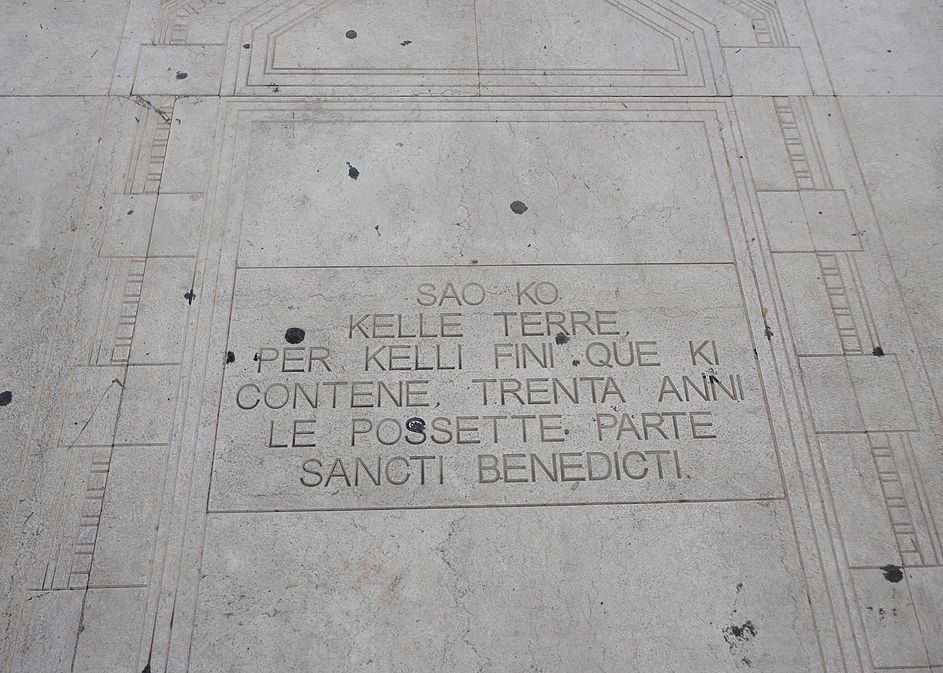 SAO KO
KELLE TERRE,
PER KELLI FINI QUE KI
CONTENE, TRENTA ANNI
LE POSSETTE PARTE
SANCTI BENEDICTI.